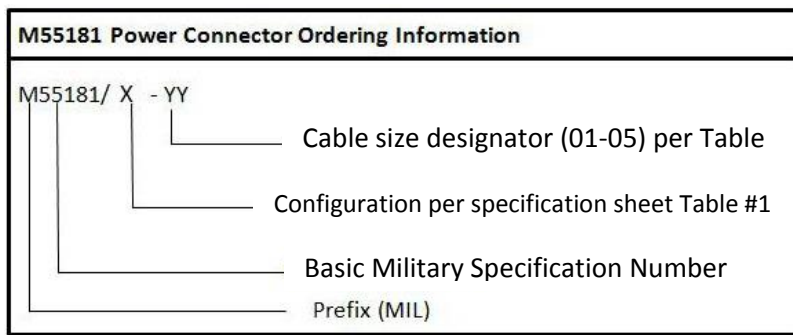 M55181 Power Connector Ordering Information
M55181/ X - YY
Cable size designator (01-05) per Table
Configuration per specification sheet Table #1
Basic Military Specification Number
Prefix (MIL)